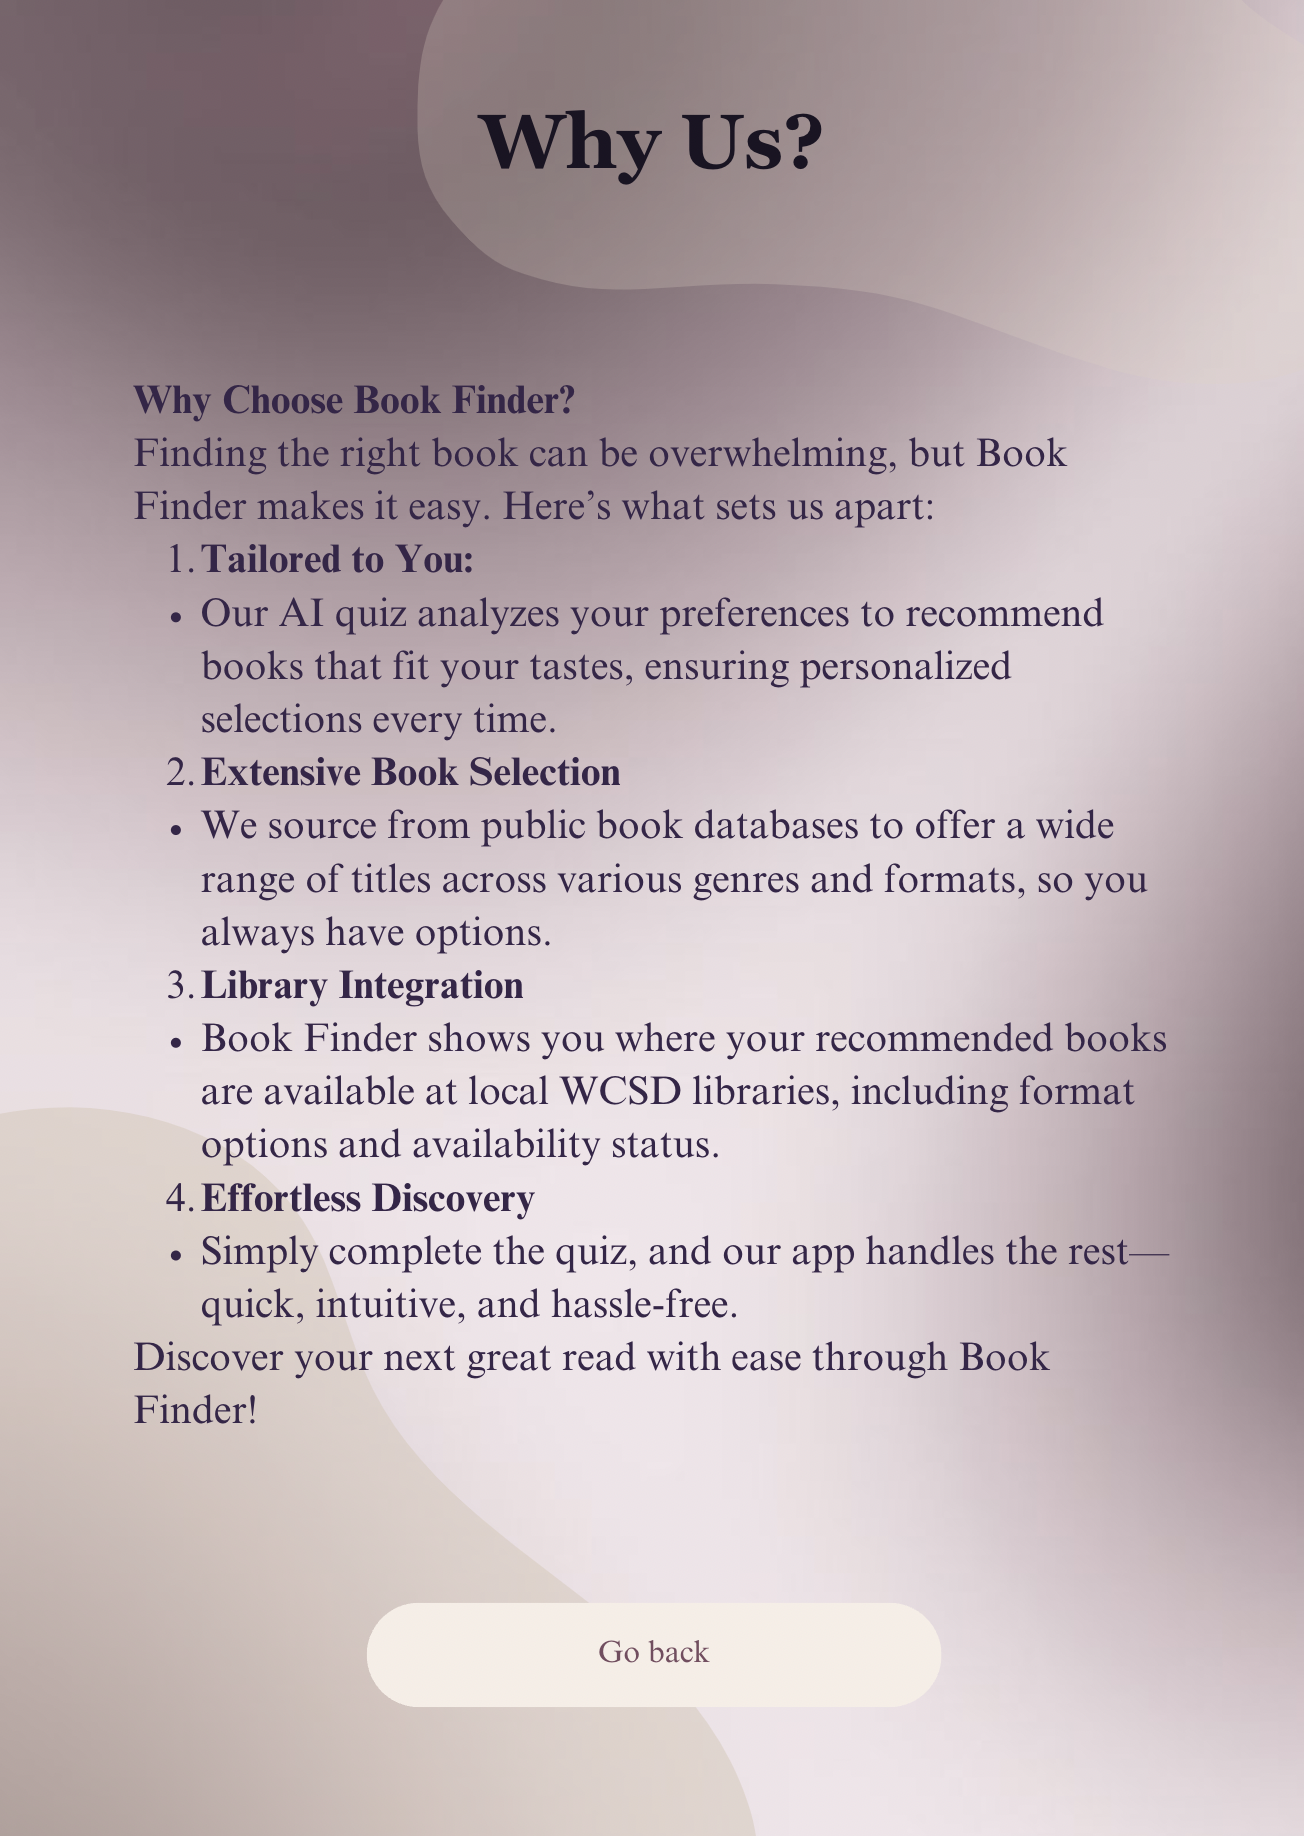 Why Us?
Why Choose Book Finder?
Finding the right book can be overwhelming, but Book
Finder makes it easy. Here’s what sets us apart:
1. Tailored to You:
• Our AI quiz analyzes your preferences to recommend
books that fit your tastes, ensuring personalized
selections every time.
2. Extensive Book Selection
• We source from public book databases to offer a wide
range of titles across various genres and formats, so you
always have options.
3. Library Integration
• Book Finder shows you where your recommended books
are available at local WCSD libraries, including format
options and availability status.
4. Effortless Discovery
• Simply complete the quiz, and our app handles the rest—
quick, intuitive, and hassle-free.
Discover your next great read with ease through Book
Finder!
Go back